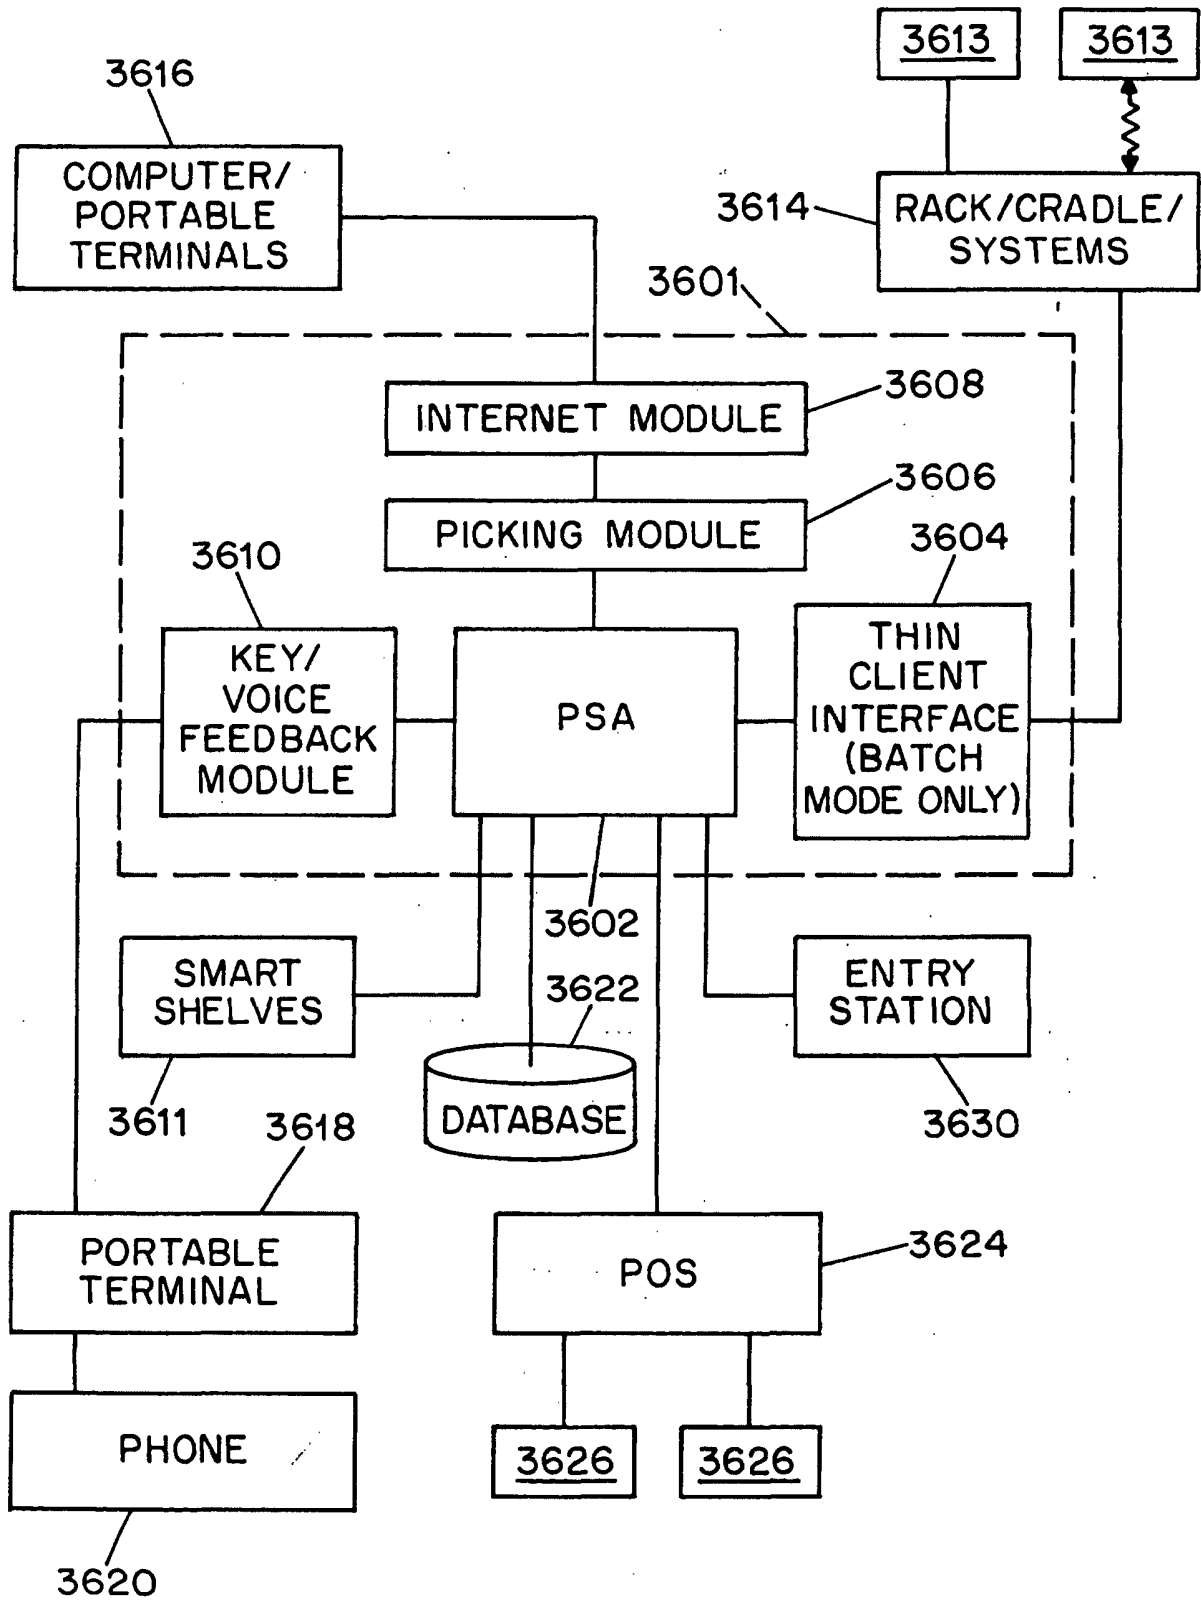 3613
3613
3616
COMPUTER/
PORTABLE
TERMINALS
3614
RACK/CRADLE/
SYSTEMS
3601
INTERNET MODULE
3608
PICKING MODULE
3606
3610
KEY/
VOICE
FEEDBACK
MODULE
PSA
3604
THIN
CLIENT
INTERFACE
(BATCH
MODE ONLY)
3602
SMART
SHELVES
3611
3622
DATABASE
ENTRY
STATION
3630
3618
PORTABLE
TERMINAL
POS
3624
PHONE
3620
3626
3626